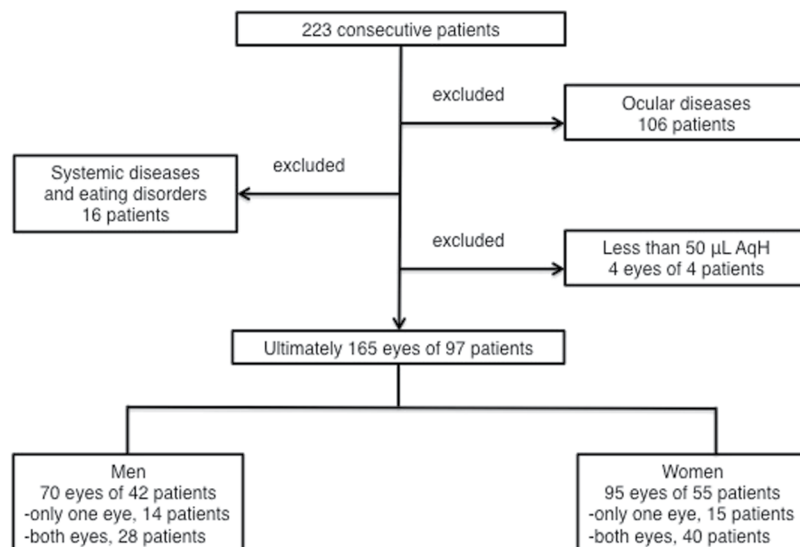 223 consecutive patients
excluded
Ocular diseases
106 patients
excluded
Systemic diseases
and eating disorders
16 patients
excluded
Less than 50 µL AqH
4 eyes of 4 patients
Ultimately 165 eyes of 97 patients
Men
70 eyes of 42 patients
-only one eye, 14 patients
-both eyes, 28 patients
Women
95 eyes of 55 patients
-only one eye, 15 patients
-both eyes, 40 patients